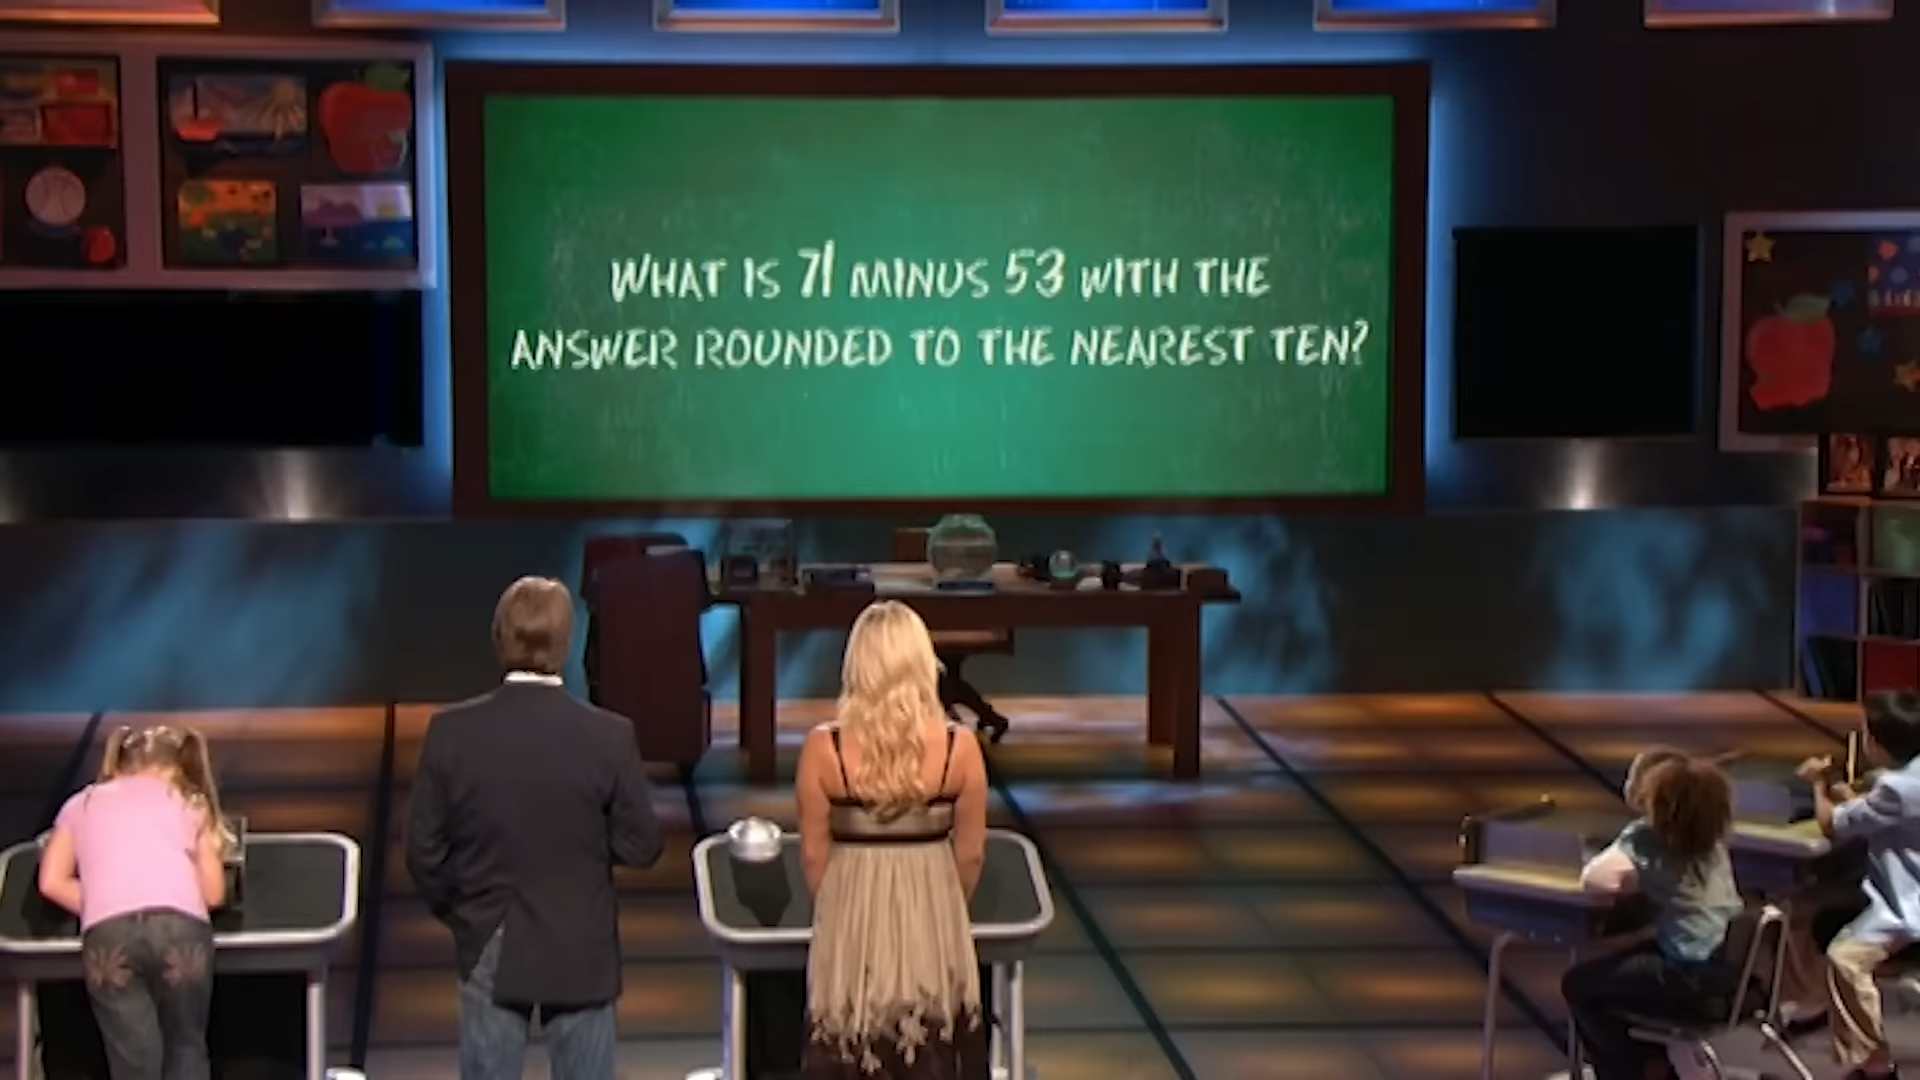 WHAT IS 71 MINUS 53 WITH THE
ANSWER ROUNDED TO THE NEAREST TEN?